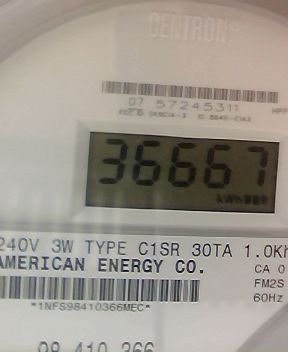 CENTRON®
07 57245311
36667
kWh
240V 3W TYPE C1SR 30TA 1.0Kh
AMERICAN ENERGY CO.
CA 0
FM2S
60Hz
*1NFS98410366MEC*
98 410 366